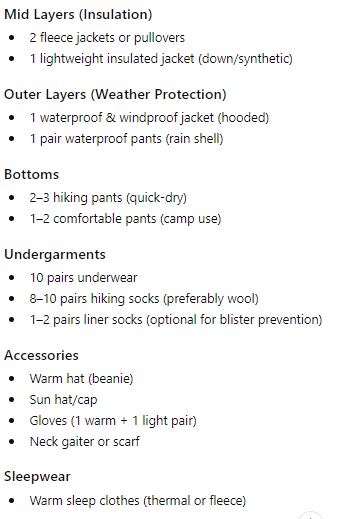 Mid Layers (Insulation)
• 2 fleece jackets or pullovers
• 1 lightweight insulated jacket (down/synthetic)
Outer Layers (Weather Protection)
• 1 waterproof & windproof jacket (hooded)
• 1 pair waterproof pants (rain shell)
Bottoms
• 2–3 hiking pants (quick-dry)
• 1–2 comfortable pants (camp use)
Undergarments
• 10 pairs underwear
• 8–10 pairs hiking socks (preferably wool)
• 1–2 pairs liner socks (optional for blister prevention)
Accessories
• Warm hat (beanie)
• Sun hat/cap
• Gloves (1 warm + 1 light pair)
• Neck gaiter or scarf
Sleepwear
• Warm sleep clothes (thermal or fleece)